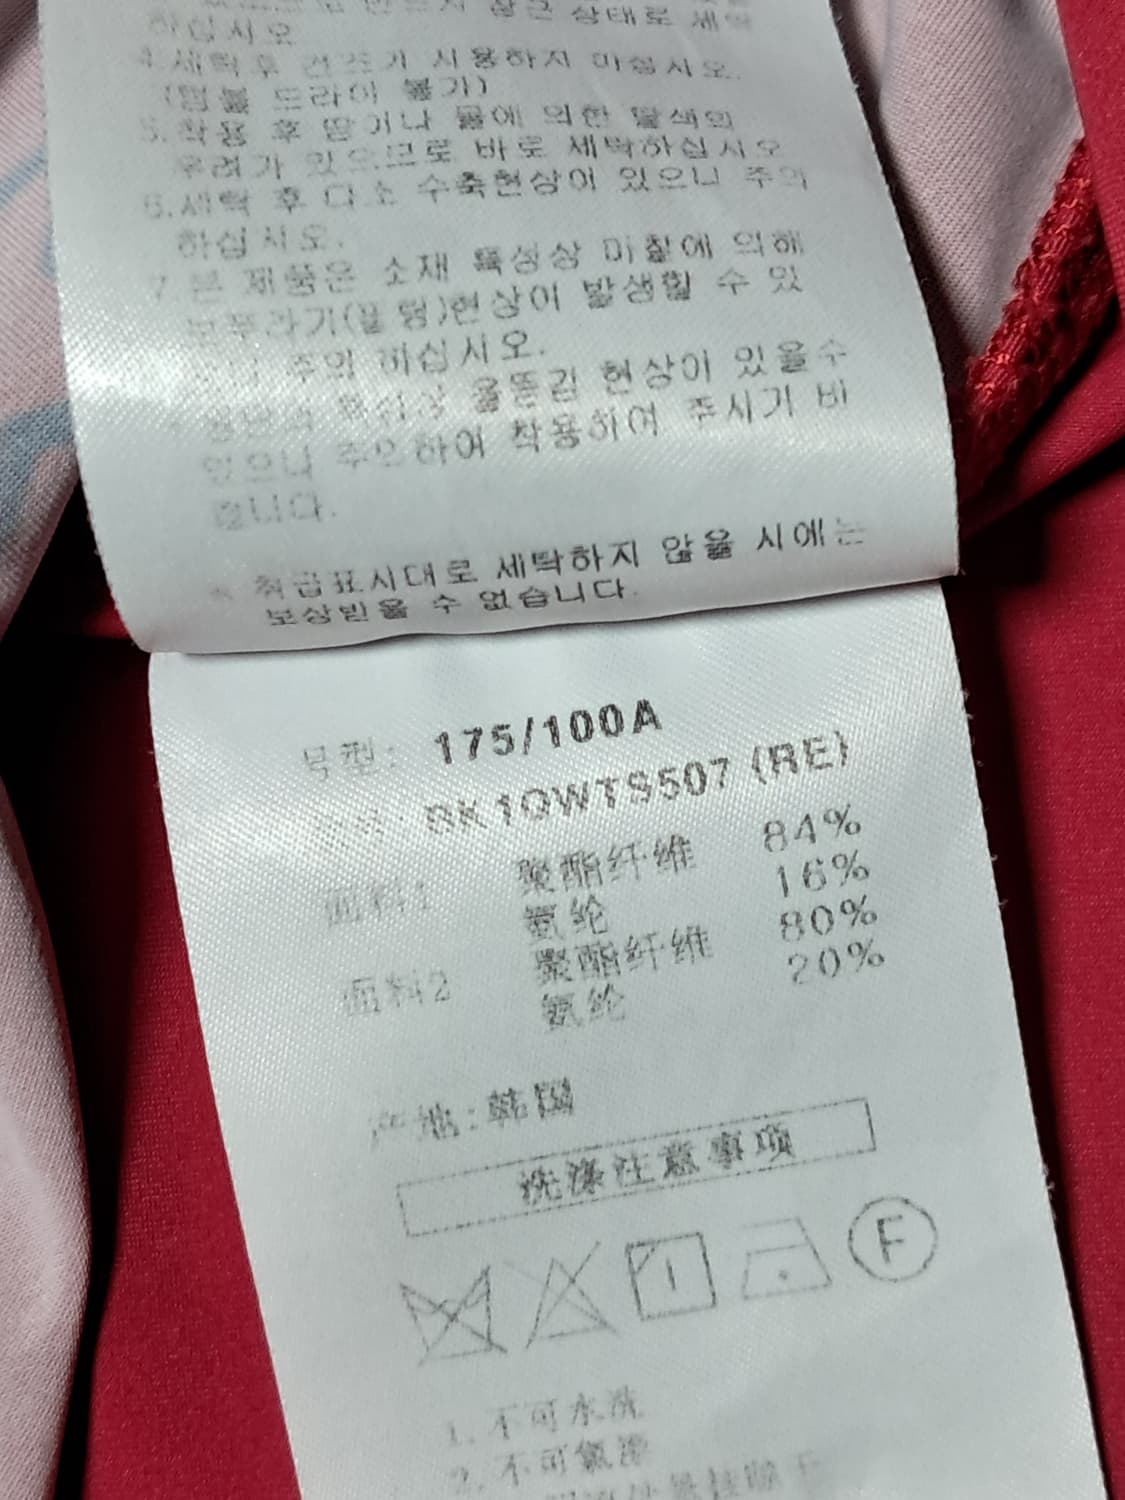 하십시오
4.세탁후 건조기 사용하지 마십시오.
(텀블 드라이 불가)
5.착용 후 땀이나 물에 의한 탈색의
우려가 있으므로 바로 세탁하십시오
6.세탁 후 다소 수축현상이 있으니 주의
하십시오.
7.본 제품은 소재 특성상 마찰에 의해
보푸라기(필링)현상이 발생할 수 있
주의 하십시오.
올뜯김 현상이 있을수
있으니 주의하여 착용하여 주시기 바
랍니다.
* 취급표시대로 세탁하지 않을 시에는
보상받을 수 없습니다.
号型: 175/100A
BK1QWTS507 (RE)
面料1 聚酯纤维 84%
氨纶 16%
面料2 聚酯纤维 80%
氨纶 20%
产地:韩国
洗涤注意事项
F
1.不可水洗
2.不可氯漂